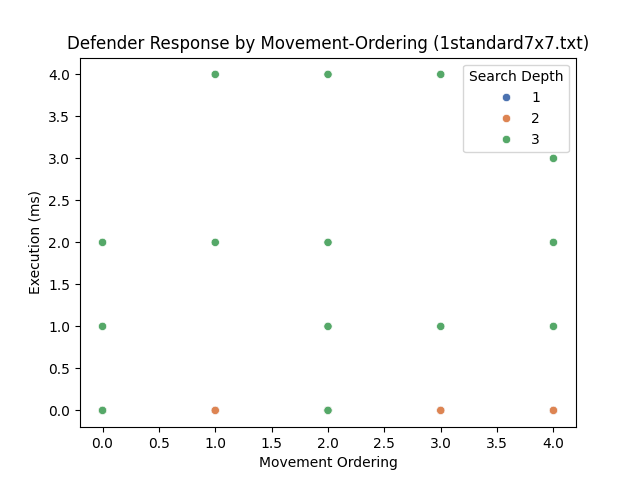 Defender Response by Movement-Ordering (1standard7x7.txt)
4.0
3.5
3.0
2.5
2.0
1.5
1.0
0.5
0.0
Execution (ms)
Search Depth
1
2
3
0.0 0.5 1.0 1.5 2.0 2.5 3.0 3.5 4.0
Movement Ordering